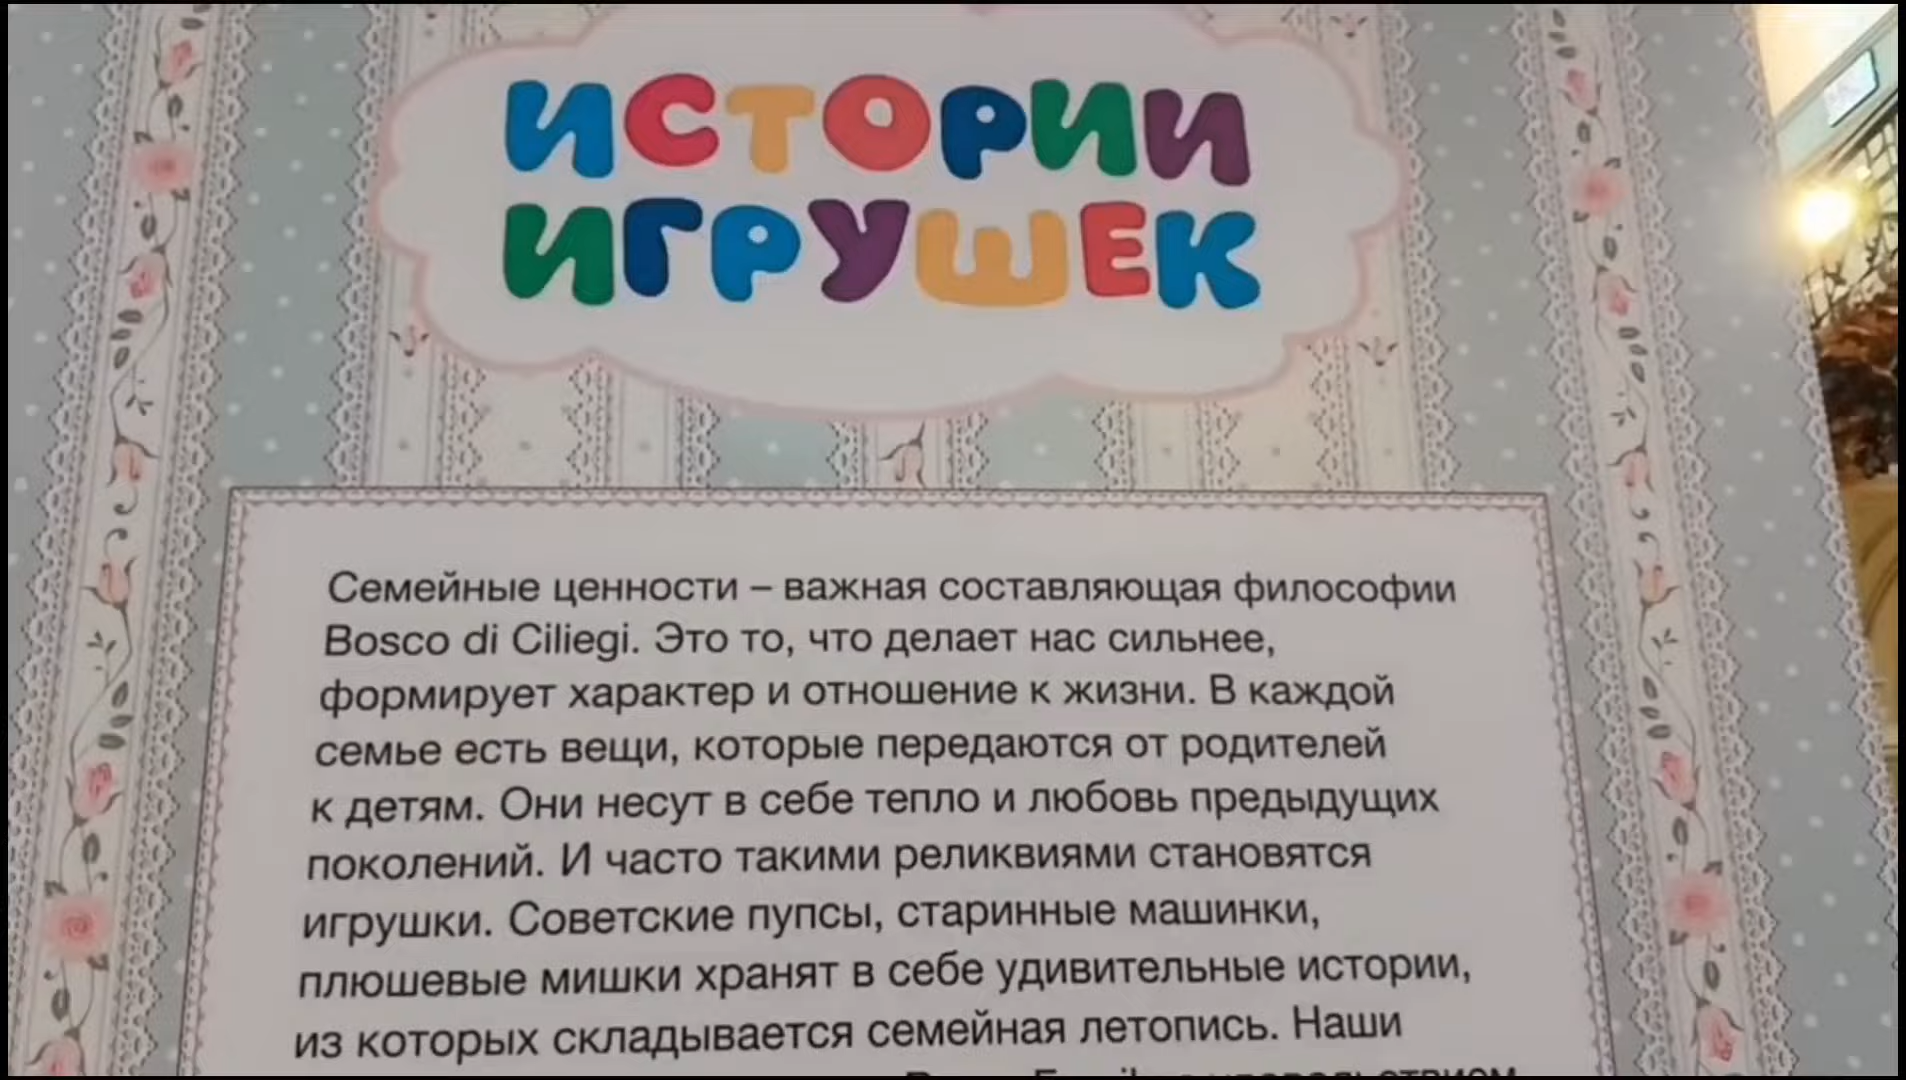 ИСТОРИИ
ИГРУШЕК
Семейные ценности – важная составляющая философии
Bosco di Ciliegi. Это то, что делает нас сильнее,
формирует характер и отношение к жизни. В каждой
семье есть вещи, которые передаются от родителей
к детям. Они несут в себе тепло и любовь предыдущих
поколений. И часто такими реликвиями становятся
игрушки. Советские пупсы, старинные машинки,
плюшевые мишки хранят в себе удивительные истории,
из которых складывается семейная летопись. Наши